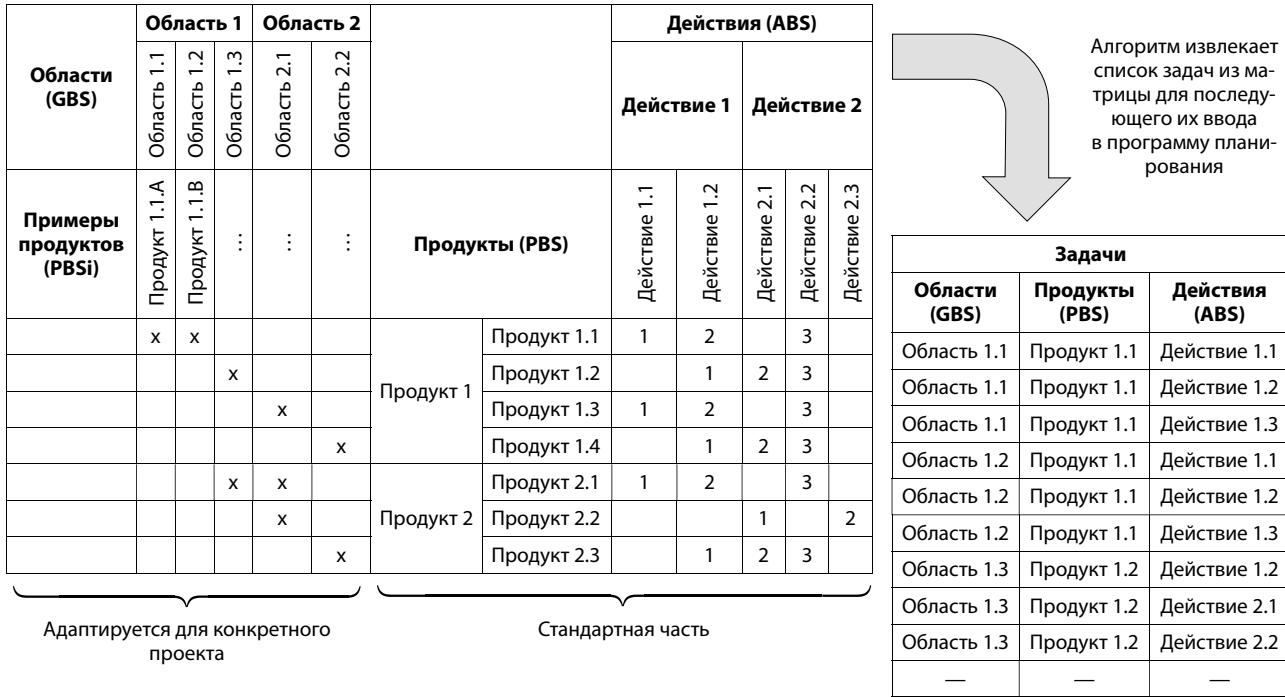 Области (GBS)
Область 1
Область 2
Действия (ABS)
Область 1.1
Область 1.2
Область 1.3
Область 2.1
Область 2.2
Действие 1
Действие 2
Примеры
продуктов
(PBSi)
Продукт 1.1.A
Продукт 1.1.B
...
...
...
Продукты (PBS)
Действие 1.1
Действие 1.2
Действие 2.1
Действие 2.2
Действие 2.3
x x Продукт 1.1 1 2 3
x Продукт 1.2 1 2 3
Продукт 1
x Продукт 1.3 1 2 3
x Продукт 1.4 1 2 3
x x Продукт 2.1 1 2 3
x Продукт 2 Продукт 2.2 1 2
x Продукт 2.3 1 2 3
Адаптируется для конкретного
проекта
Стандартная часть
Алгоритм извлекает
список задач из ма-
трицы для последу-
ющего их ввода
в программу плани-
рования
Задачи
Области (GBS) Продукты (PBS) Действия (ABS)
Область 1.1 Продукт 1.1 Действие 1.1
Область 1.1 Продукт 1.1 Действие 1.2
Область 1.1 Продукт 1.1 Действие 1.3
Область 1.2 Продукт 1.1 Действие 1.1
Область 1.2 Продукт 1.1 Действие 1.2
Область 1.2 Продукт 1.1 Действие 1.3
Область 1.3 Продукт 1.2 Действие 1.2
Область 1.3 Продукт 1.2 Действие 2.1
Область 1.3 Продукт 1.2 Действие 2.2
— — —